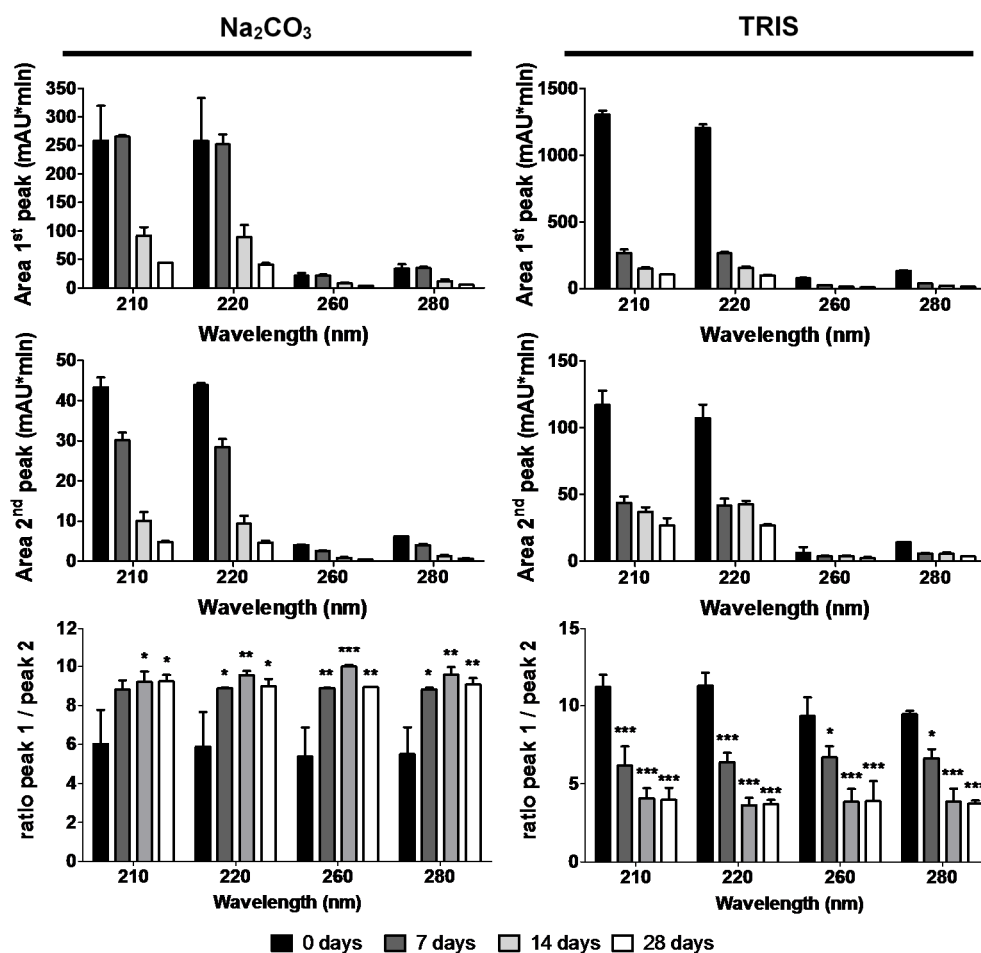 Na₂CO₃
TRIS
Area 1st peak (mAU*mln)
350
300
250
200
150
100
50
0
210 220 260 280
Wavelength (nm)
Area 1st peak (mAU*mln)
1500
1000
500
0
210 220 260 280
Wavelength (nm)
Area 2nd peak (mAU*mln)
50
40
30
20
10
0
210 220 260 280
Wavelength (nm)
Area 2nd peak (mAU*mln)
150
100
50
0
210 220 260 280
Wavelength (nm)
ratio peak 1 / peak 2
12
10
8
6
4
2
0
* * * ** * ** *** ** * ** **
210 220 260 280
Wavelength (nm)
ratio peak 1 / peak 2
15
10
5
0
*** *** *** *** *** *** * *** *** * *** ***
210 220 260 280
Wavelength (nm)
0 days 7 days 14 days 28 days